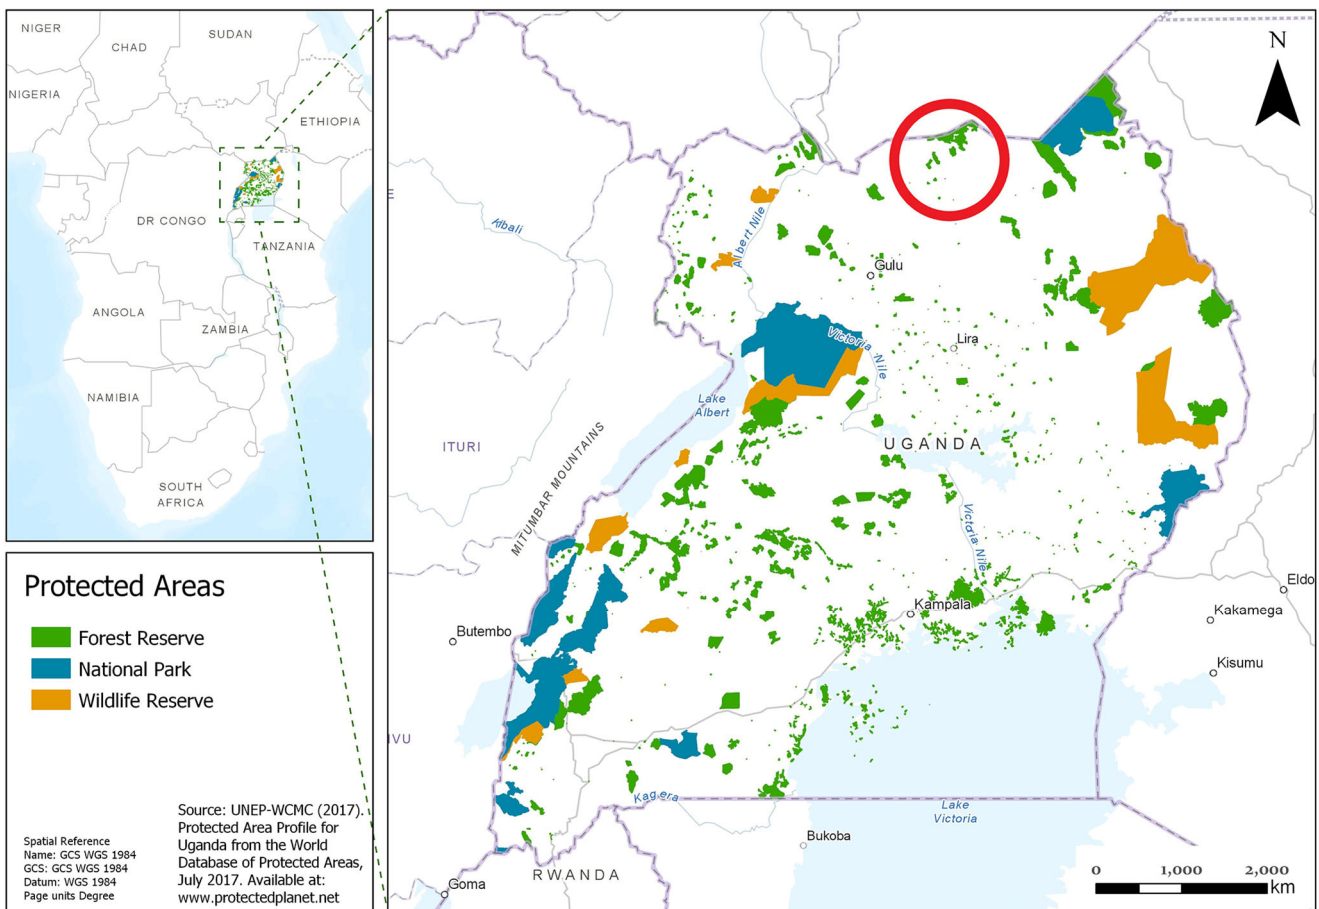 NIGER
CHAD
SUDAN
NIGERIA
ETHIOPIA
DR CONGO
TANZANIA
ANGOLA
ZAMBIA
NAMIBIA
SOUTH
AFRICA
Protected Areas
Forest Reserve
National Park
Wildlife Reserve
Spatial Reference
Name: GCS WGS 1984
GCS: GCS WGS 1984
Datum: WGS 1984
Page units Degree
Source: UNEP-WCMC (2017).
Protected Area Profile for
Uganda from the World
Database of Protected Areas,
July 2017. Available at:
www.protectedplanet.net
N
E
Kibali
Albert Nile
Gulu
Victoria Nile
Lira
Lake
Albert
UGANDA
ITURI
MITUMBAR MOUNTAINS
Victoria Nile
Eldo
Kampala
Kakamega
Butembo
Kisumu
IVU
Kagera
Lake
Victoria
Bukoba
RWANDA
Goma
0 1,000 2,000
km